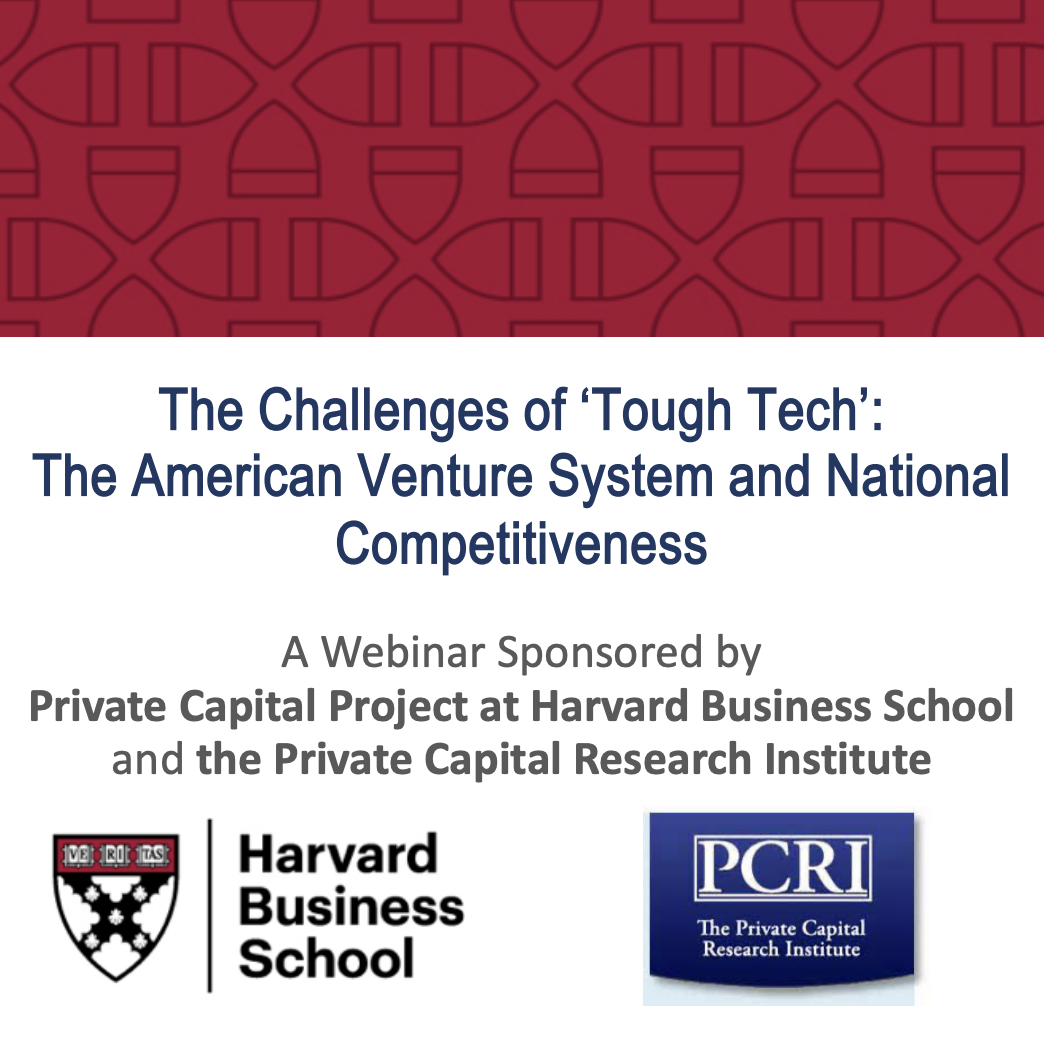 The Challenges of ‘Tough Tech’:
The American Venture System and National
Competitiveness
A Webinar Sponsored by
Private Capital Project at Harvard Business School
and the Private Capital Research Institute
VE RI TAS
Harvard
Business
School
PCRI
The Private Capital
Research Institute